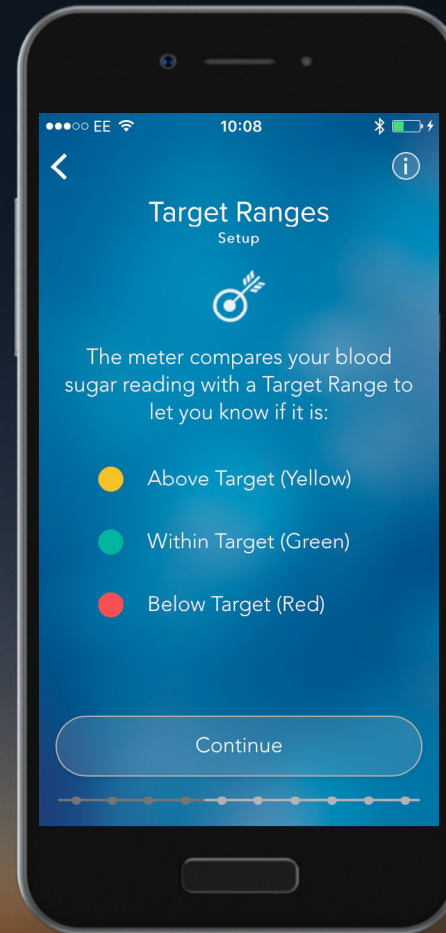 EE 10:08
Target Ranges
Setup
The meter compares your blood
sugar reading with a Target Range to
let you know if it is:
Above Target (Yellow)
Within Target (Green)
Below Target (Red)
Continue